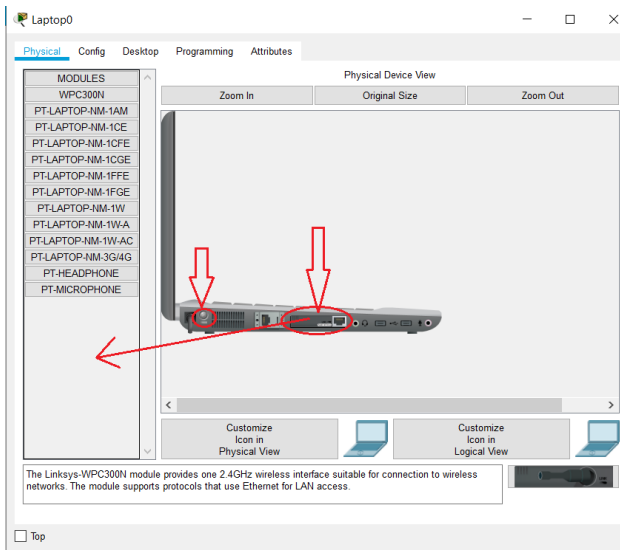 Laptop0
Physical Config Desktop Programming Attributes
MODULES
WPC300N
PT-LAPTOP-NM-1AM
PT-LAPTOP-NM-1CE
PT-LAPTOP-NM-1CFE
PT-LAPTOP-NM-1CGE
PT-LAPTOP-NM-1FFE
PT-LAPTOP-NM-1FGE
PT-LAPTOP-NM-1W
PT-LAPTOP-NM-1W-A
PT-LAPTOP-NM-1W-AC
PT-LAPTOP-NM-3G/4G
PT-HEADPHONE
PT-MICROPHONE
Physical Device View
Zoom In Original Size Zoom Out
Customize
Icon in
Physical View
Customize
Icon in
Logical View
The Linksys-WPC300N module provides one 2.4GHz wireless interface suitable for connection to wireless
networks. The module supports protocols that use Ethernet for LAN access.
Top